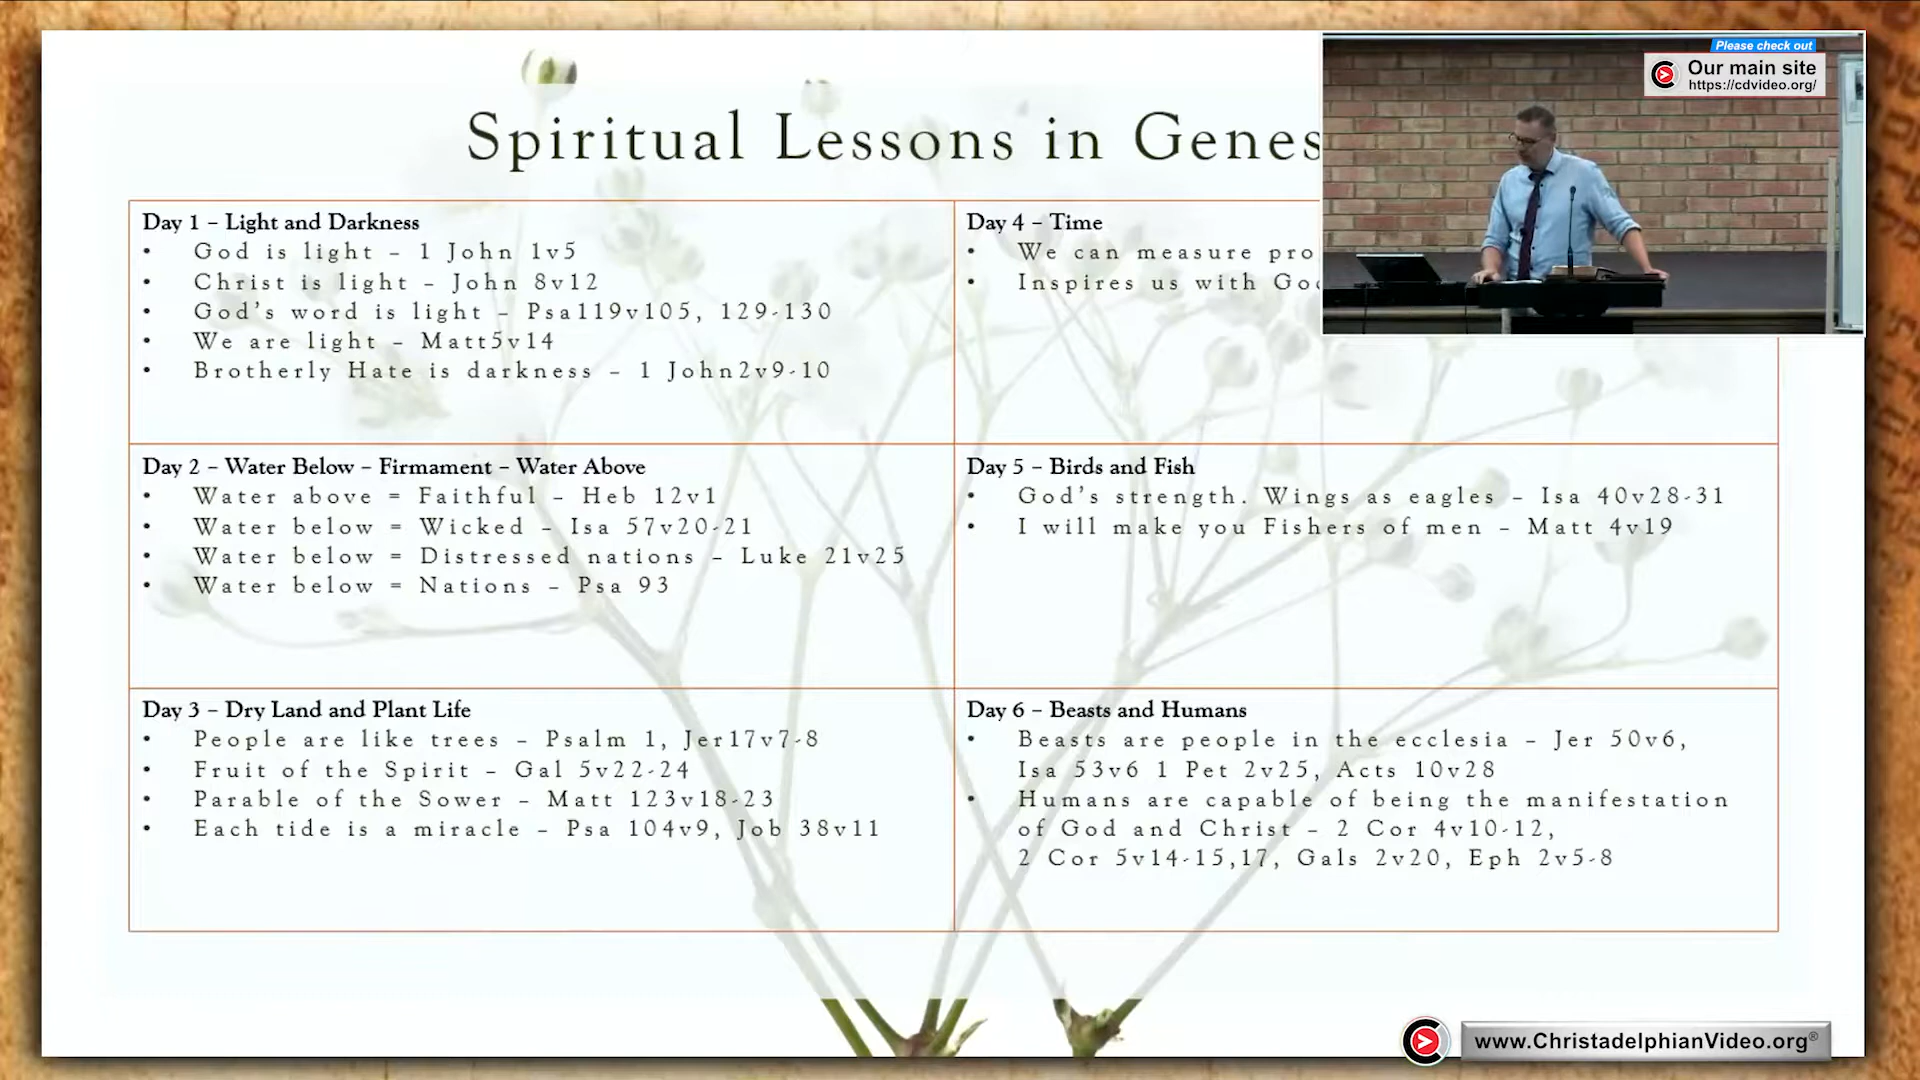 Please check out
Our main site
https://cdvideo.org/
Spiritual Lessons in Genes
Day 1 – Light and Darkness
• God is light – 1 John 1v5
• Christ is light – John 8v12
• God's word is light – Psa119v105, 129-130
• We are light – Matt5v14
• Brotherly Hate is darkness – 1 John2v9-10
Day 4 – Time
• We can measure pro
• Inspires us with Go
Day 2 – Water Below – Firmament – Water Above
• Water above = Faithful – Heb 12v1
• Water below = Wicked – Isa 57v20-21
• Water below = Distressed nations – Luke 21v25
• Water below = Nations – Psa 93
Day 5 – Birds and Fish
• God's strength. Wings as eagles – Isa 40v28-31
• I will make you Fishers of men – Matt 4v19
Day 3 – Dry Land and Plant Life
• People are like trees – Psalm 1, Jer17v7-8
• Fruit of the Spirit – Gal 5v22-24
• Parable of the Sower – Matt 123v18-23
• Each tide is a miracle – Psa 104v9, Job 38v11
Day 6 – Beasts and Humans
• Beasts are people in the ecclesia – Jer 50v6,
Isa 53v6 1 Pet 2v25, Acts 10v28
• Humans are capable of being the manifestation
of God and Christ – 2 Cor 4v10-12,
2 Cor 5v14-15,17, Gals 2v20, Eph 2v5-8
www.ChristadelphianVideo.org®